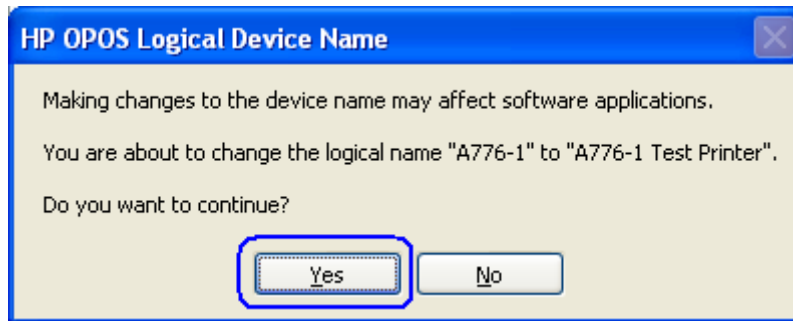 HP OPOS Logical Device Name
Making changes to the device name may affect software applications.
You are about to change the logical name "A776-1" to "A776-1 Test Printer".
Do you want to continue?
Yes No